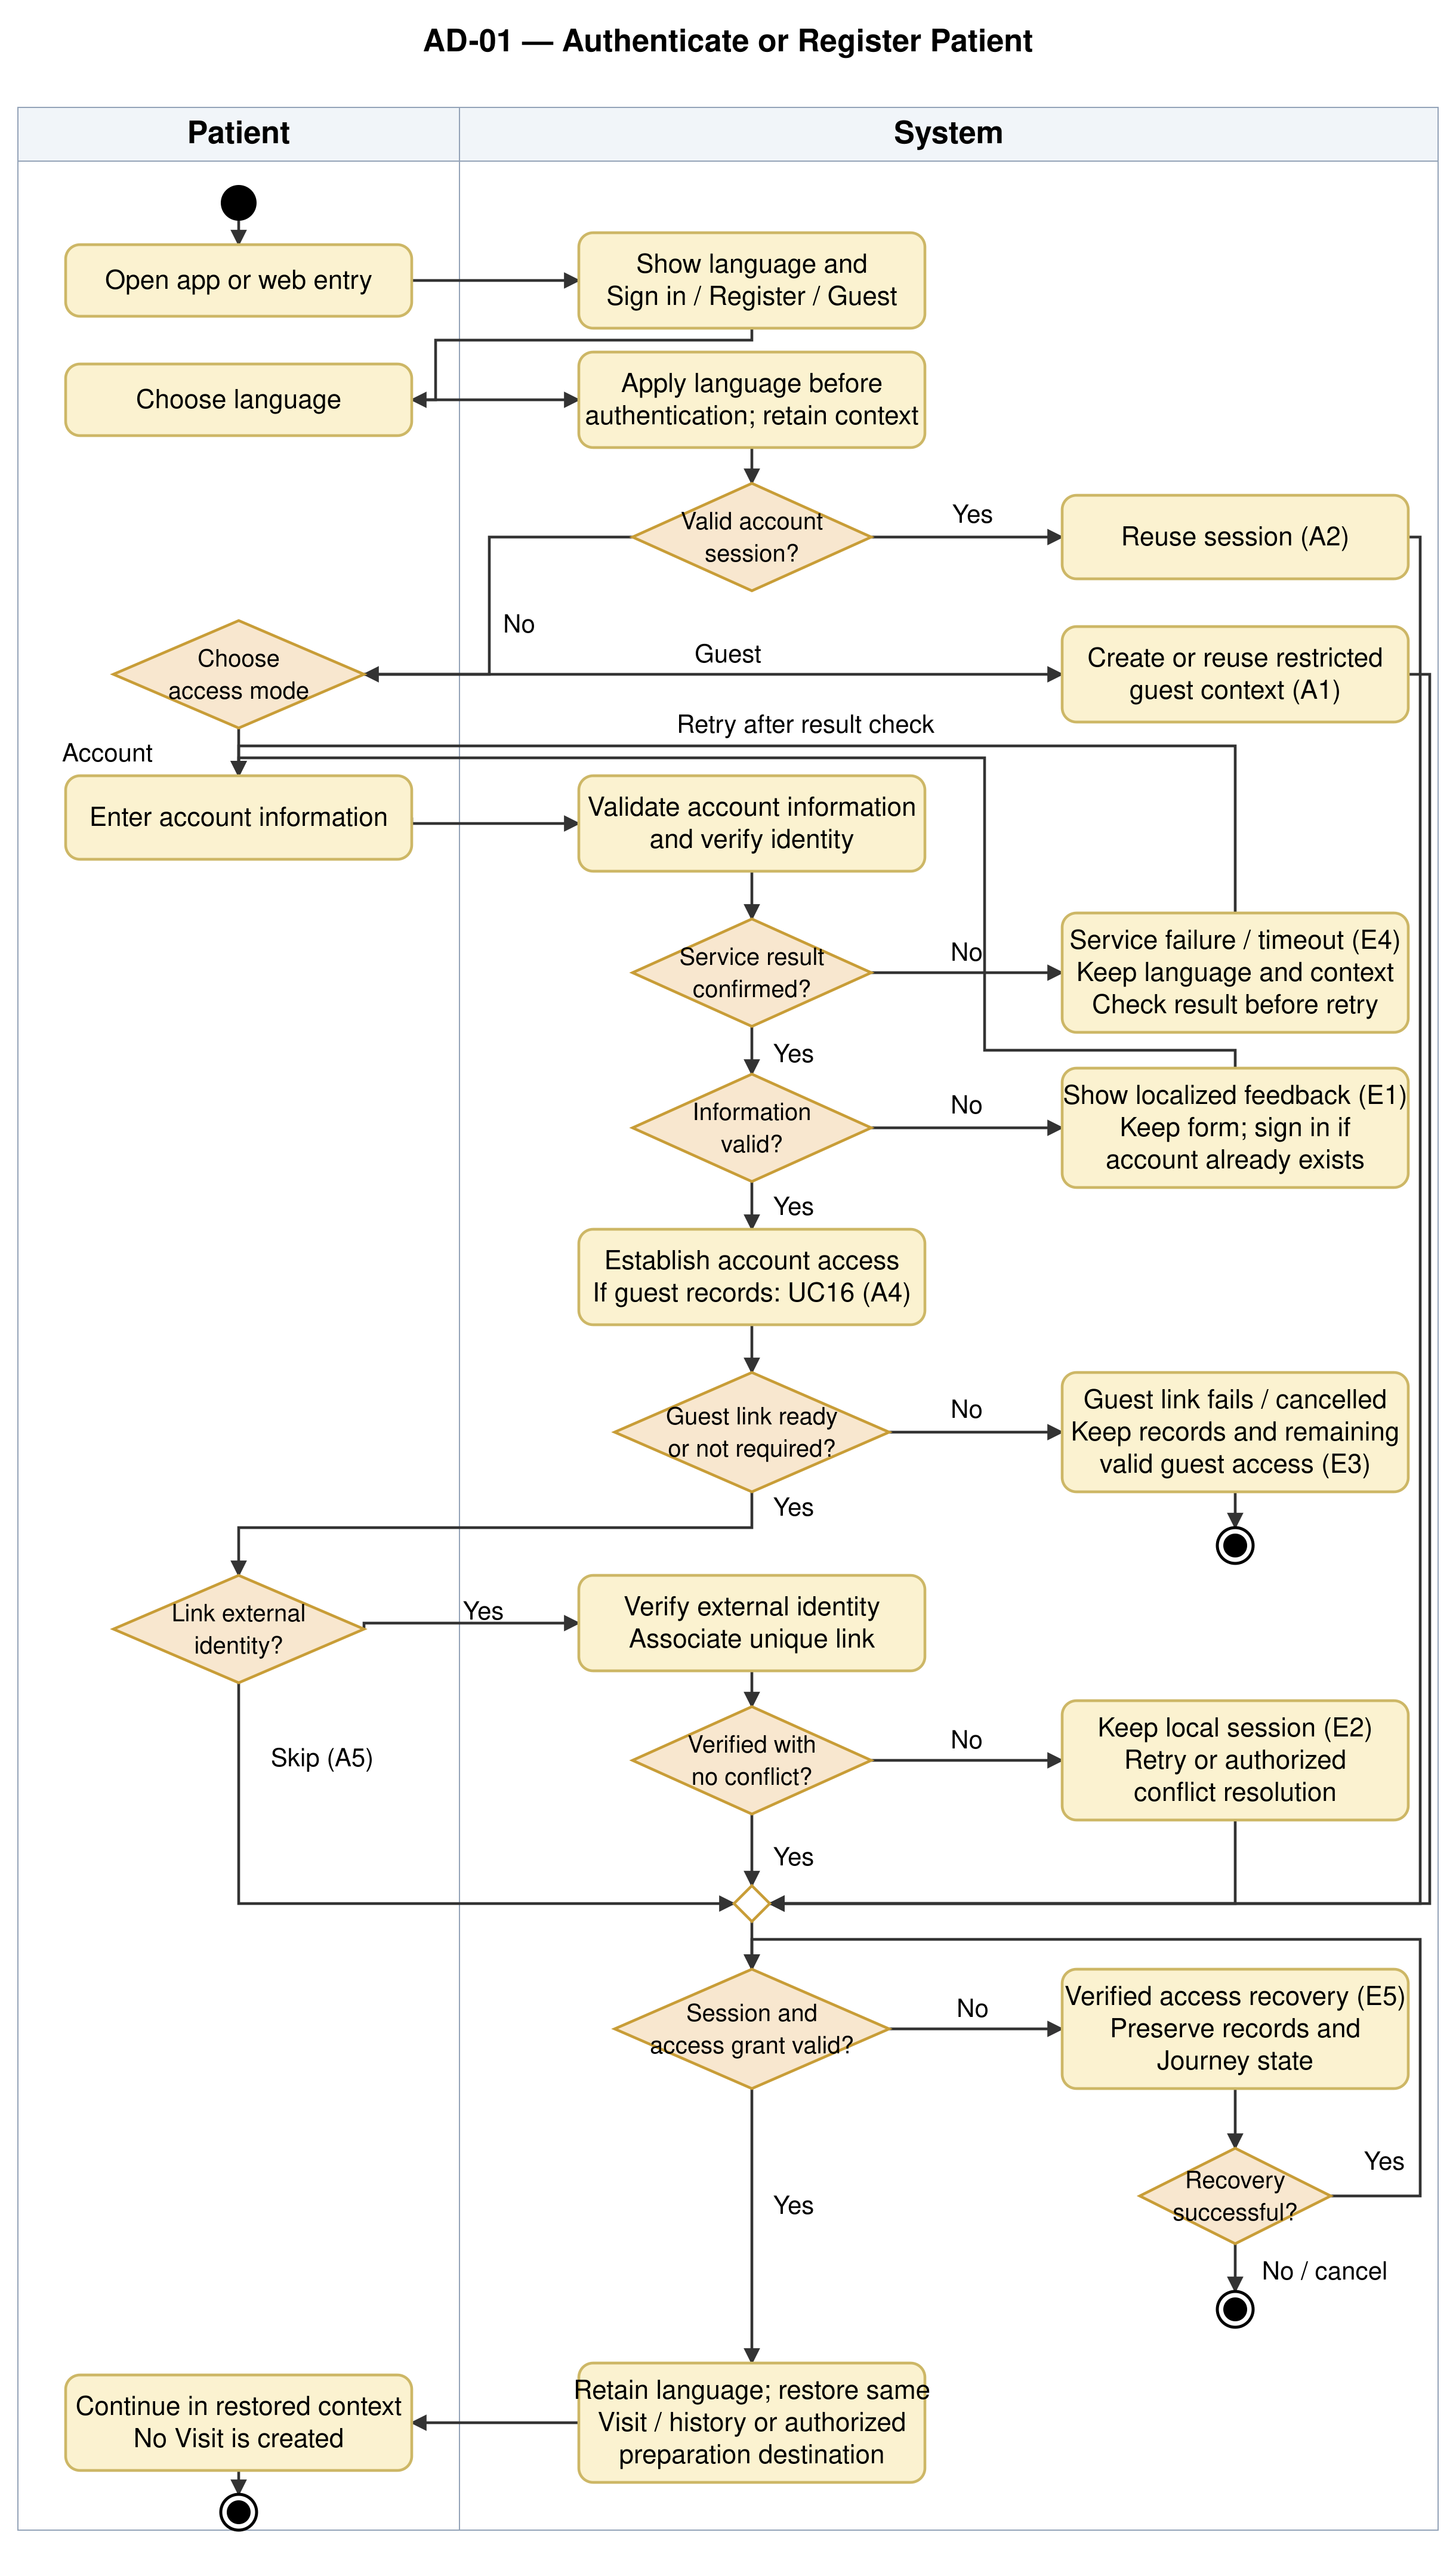 AD-01 — Authenticate or Register Patient
Patient
System
Open app or web entry
Show language and
Sign in / Register / Guest
Choose language
Apply language before
authentication; retain context
Valid account
session?
Yes
Reuse session (A2)
No
Choose
access mode
Guest
Create or reuse restricted
guest context (A1)
Retry after result check
Account
Enter account information
Validate account information
and verify identity
Service result
confirmed?
No
Service failure / timeout (E4)
Keep language and context
Check result before retry
Yes
Information
valid?
No
Show localized feedback (E1)
Keep form; sign in if
account already exists
Yes
Establish account access
If guest records: UC16 (A4)
Guest link ready
or not required?
No
Guest link fails / cancelled
Keep records and remaining
valid guest access (E3)
Yes
Link external
identity?
Yes
Verify external identity
Associate unique link
Skip (A5)
Verified with
no conflict?
No
Keep local session (E2)
Retry or authorized
conflict resolution
Yes
Session and
access grant valid?
No
Verified access recovery (E5)
Preserve records and
Journey state
Yes
Recovery
successful?
Yes
No / cancel
Retain language; restore same
Visit / history or authorized
preparation destination
Continue in restored context
No Visit is created